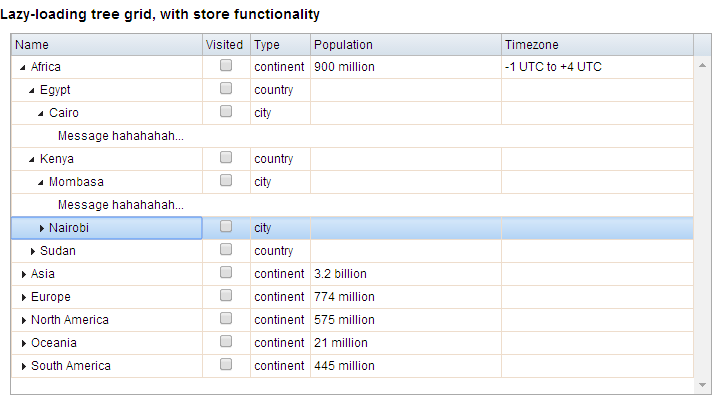 Lazy-loading tree grid, with store functionality
Name Visited Type Population Timezone
Africa continent 900 million -1 UTC to +4 UTC
Egypt country
Cairo city
Message hahahahah...
Kenya country
Mombasa city
Message hahahahah...
Nairobi city
Sudan country
Asia continent 3.2 billion
Europe continent 774 million
North America continent 575 million
Oceania continent 21 million
South America continent 445 million